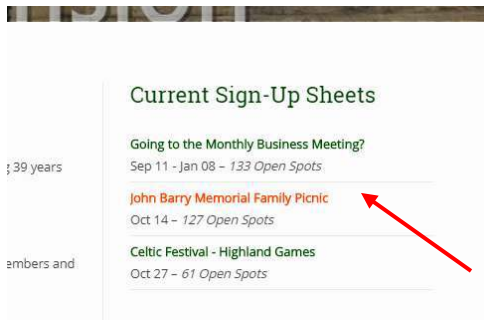 Current Sign-Up Sheets
Going to the Monthly Business Meeting?
39 years
Sep 11 - Jan 08 – 133 Open Spots
John Barry Memorial Family Picnic
Oct 14 – 127 Open Spots
Celtic Festival - Highland Games
and
Oct 27 – 61 Open Spots